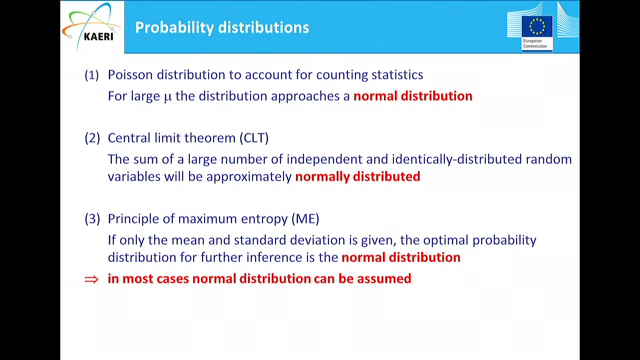 KAERI
Probability distributions
European
Commission
(1) Poisson distribution to account for counting statistics
For large μ the distribution approaches a normal distribution
(2) Central limit theorem (CLT)
The sum of a large number of independent and identically-distributed random
variables will be approximately normally distributed
(3) Principle of maximum entropy (ME)
If only the mean and standard deviation is given, the optimal probability
distribution for further inference is the normal distribution
⇒ in most cases normal distribution can be assumed